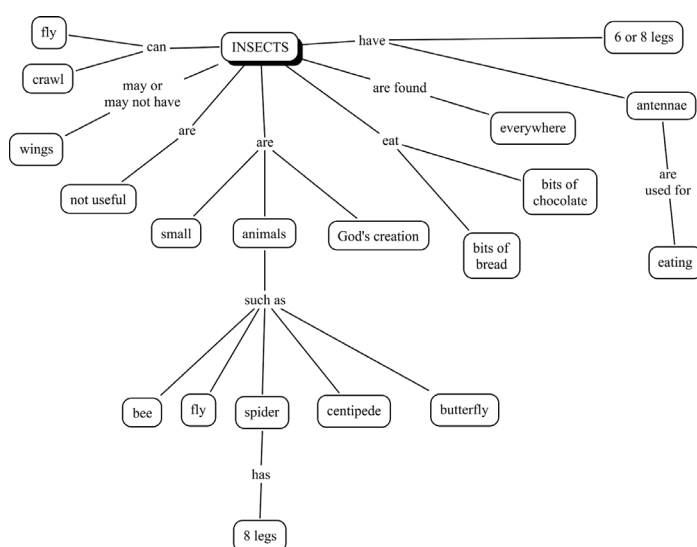 fly
can
crawl
INSECTS
have
6 or 8 legs
antennae
are
used for
eating
may or
may not have
wings
are
not useful
are
small
animals
God's creation
are found
everywhere
eat
bits of
chocolate
bits of
bread
such as
bee
fly
spider
centipede
butterfly
has
8 legs